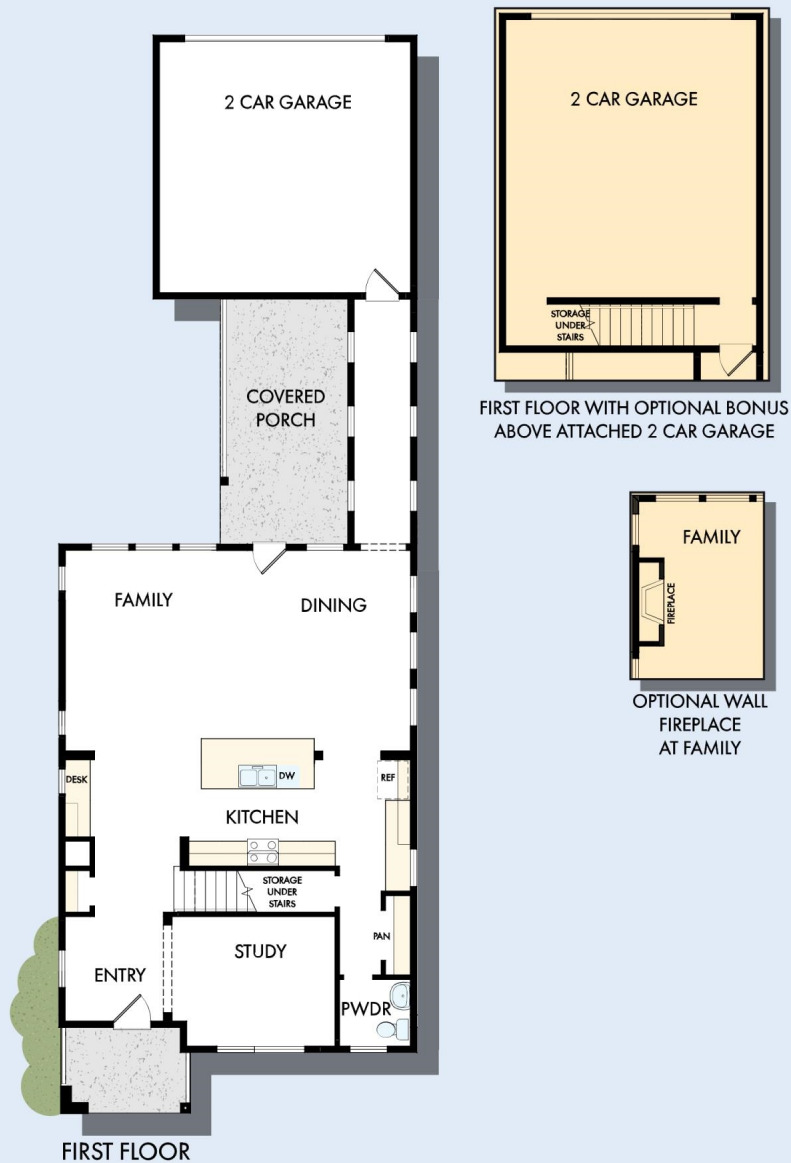 2 CAR GARAGE
COVERED
PORCH
FAMILY
DINING
DESK
DW
REF
KITCHEN
STORAGE
UNDER
STAIRS
PAN
STUDY
ENTRY
PWDR
FIRST FLOOR
2 CAR GARAGE
STORAGE
UNDER
STAIRS
FIRST FLOOR WITH OPTIONAL BONUS
ABOVE ATTACHED 2 CAR GARAGE
FAMILY
FIREPLACE
OPTIONAL WALL
FIREPLACE
AT FAMILY